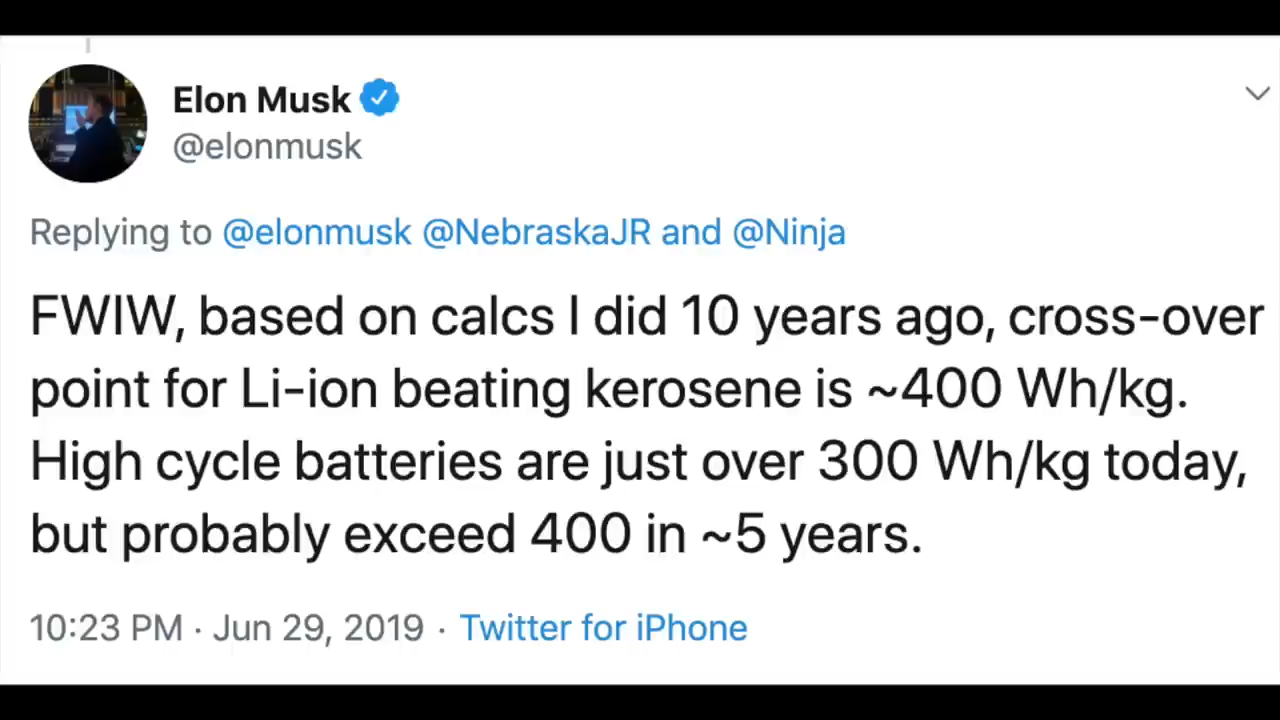 Elon Musk
@elonmusk
Replying to @elonmusk @NebraskaJR and @Ninja
FWIW, based on calcs I did 10 years ago, cross-over
point for Li-ion beating kerosene is ~400 Wh/kg.
High cycle batteries are just over 300 Wh/kg today,
but probably exceed 400 in ~5 years.
10:23 PM · Jun 29, 2019 · Twitter for iPhone